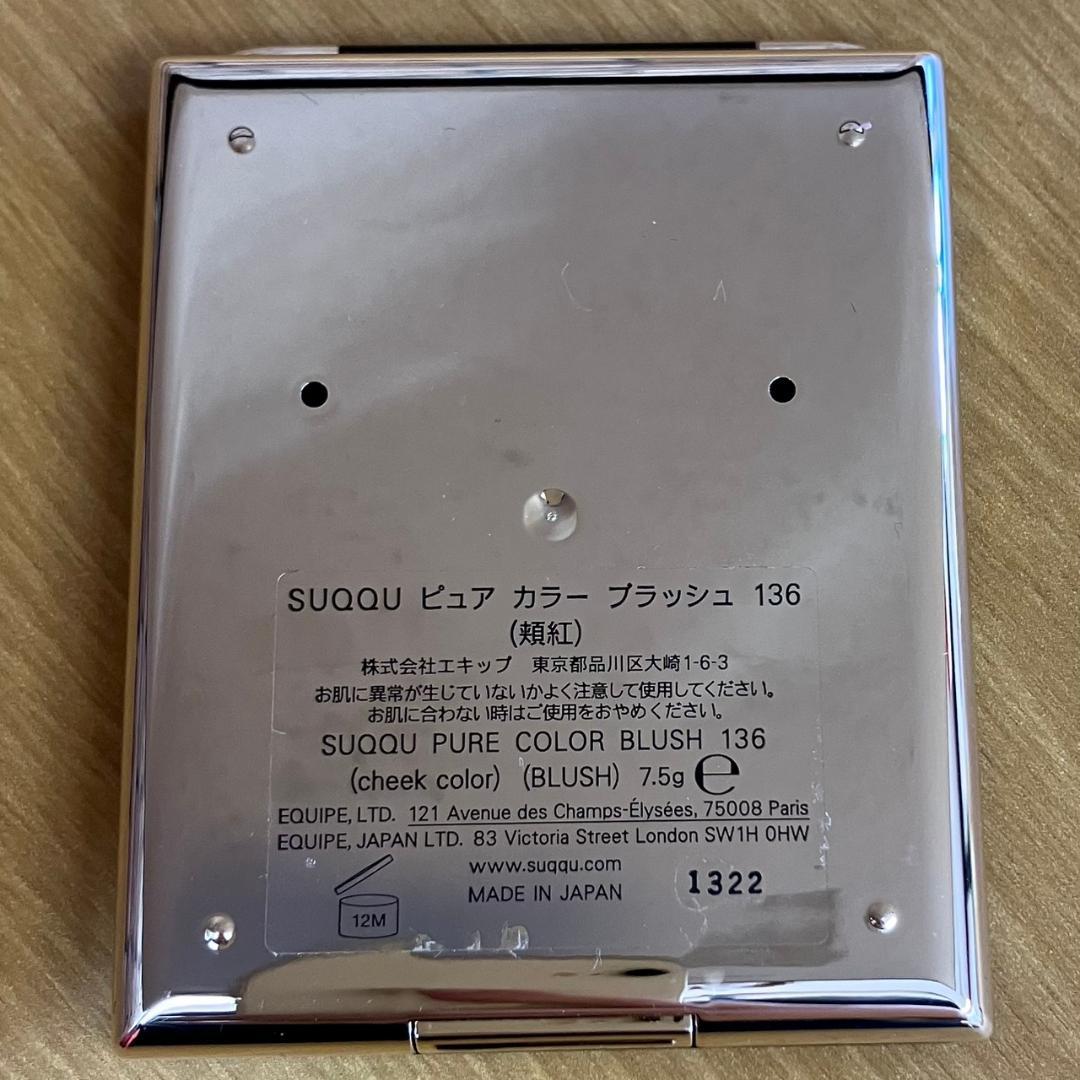 SUQQU ピュア カラー ブラッシュ 136
(頬紅)
株式会社エキップ 東京都品川区大崎1-6-3
お肌に異常が生じていないかよく注意して使用してください。
お肌に合わない時はご使用をおやめください。
SUQQU PURE COLOR BLUSH 136
(cheek color) (BLUSH) 7.5g ℮
EQUIPE, LTD. 121 Avenue des Champs-Élysées, 75008 Paris
EQUIPE, JAPAN LTD. 83 Victoria Street London SW1H 0HW
www.suqqu.com
MADE IN JAPAN 1322
12M